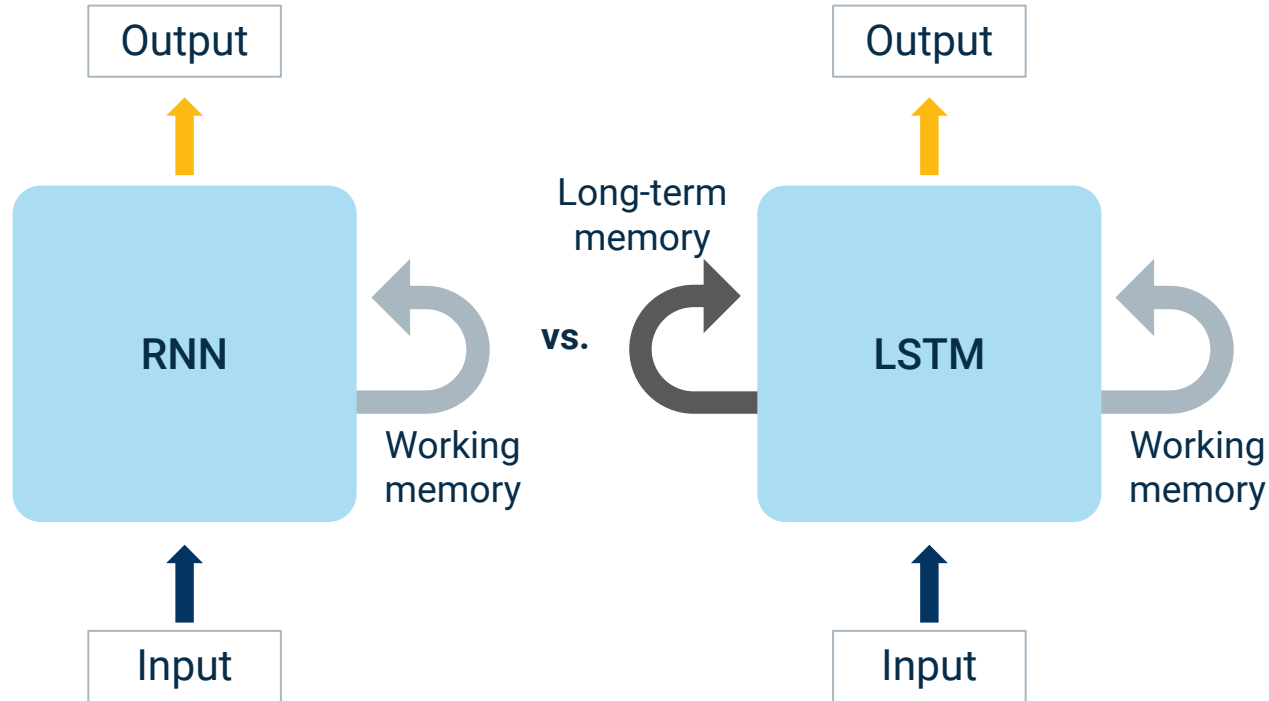 Output
RNN
Working
memory
Input
vs.
Output
Long-term
memory
LSTM
Working
memory
Input